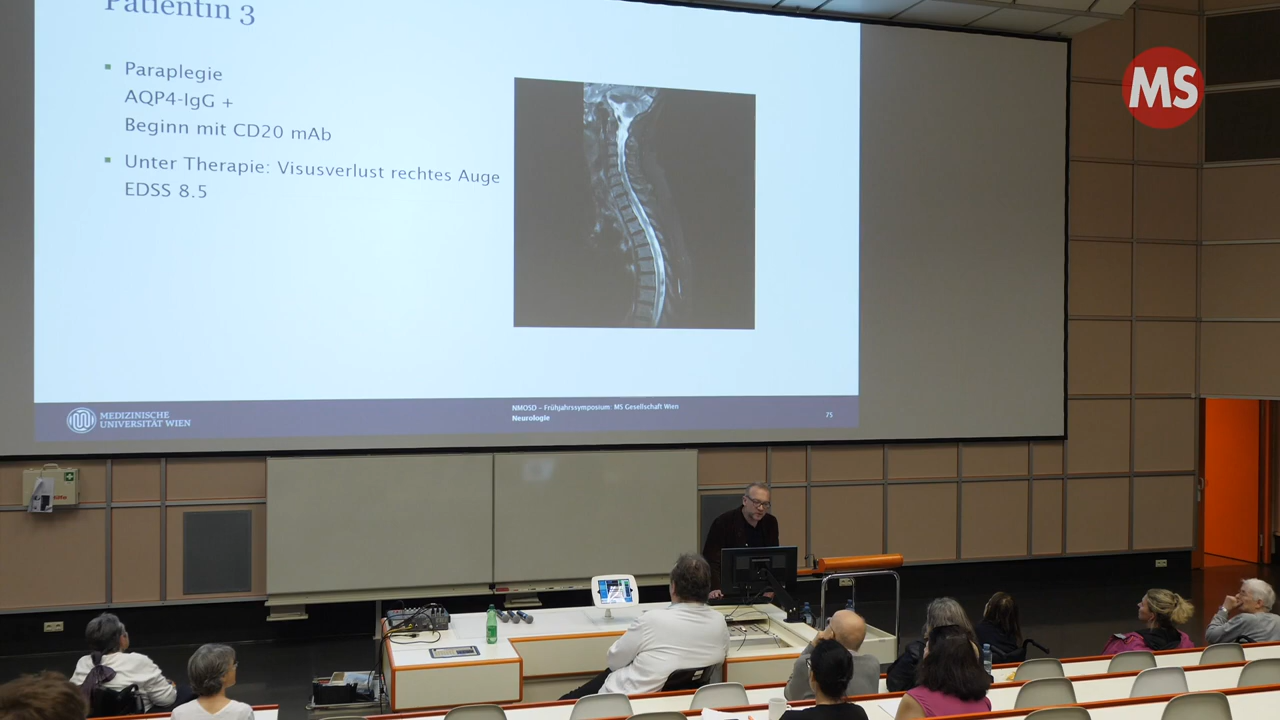 Patientin 3
Paraplegie
AQP4-IgG +
Beginn mit CD20 mAb
Unter Therapie: Visusverlust rechtes Auge
EDSS 8.5
MEDIZINISCHE
UNIVERSITÄT WIEN
NMOSD – Frühjahrssymposium: MS Gesellschaft Wien
Neurologie
75
MS